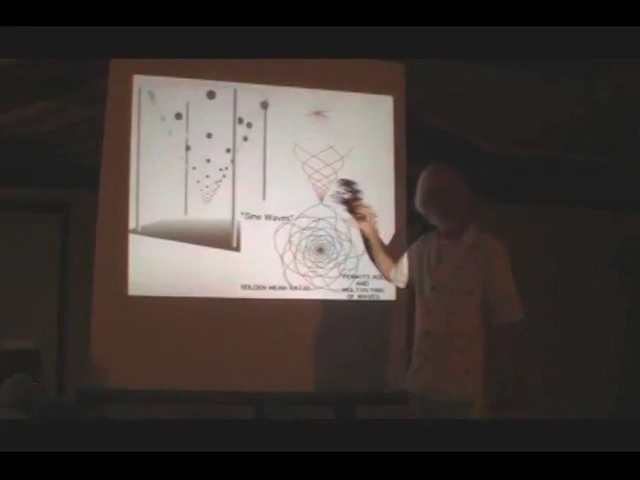 "Sine Waves"
GOLDEN MEAN RATIO
PERMITS ADDING
AND
MULTIPLYING
OF WAVES